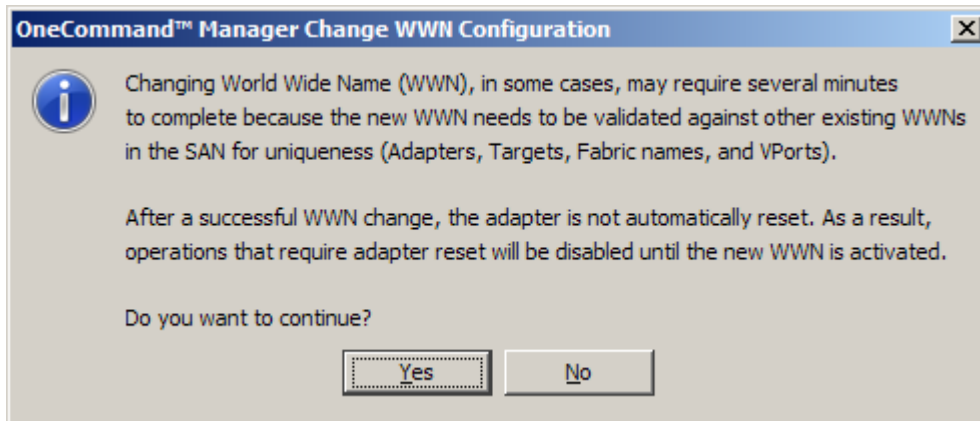 OneCommand™ Manager Change WWN Configuration
Changing World Wide Name (WWN), in some cases, may require several minutes
to complete because the new WWN needs to be validated against other existing WWNs
in the SAN for uniqueness (Adapters, Targets, Fabric names, and VPorts).
After a successful WWN change, the adapter is not automatically reset. As a result,
operations that require adapter reset will be disabled until the new WWN is activated.
Do you want to continue?
Yes No